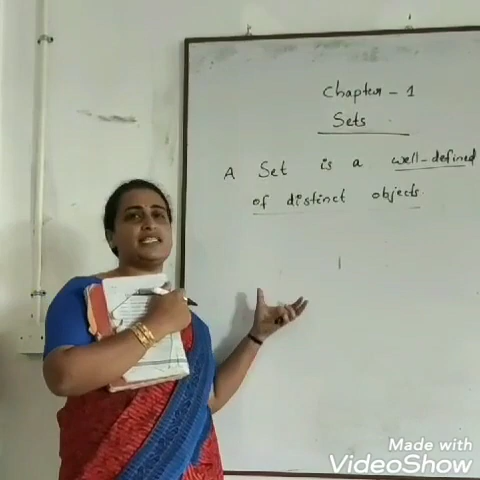 Chapter - 1
Sets
A Set is a well-defined
of distinct objects.
Made with
VideoShow